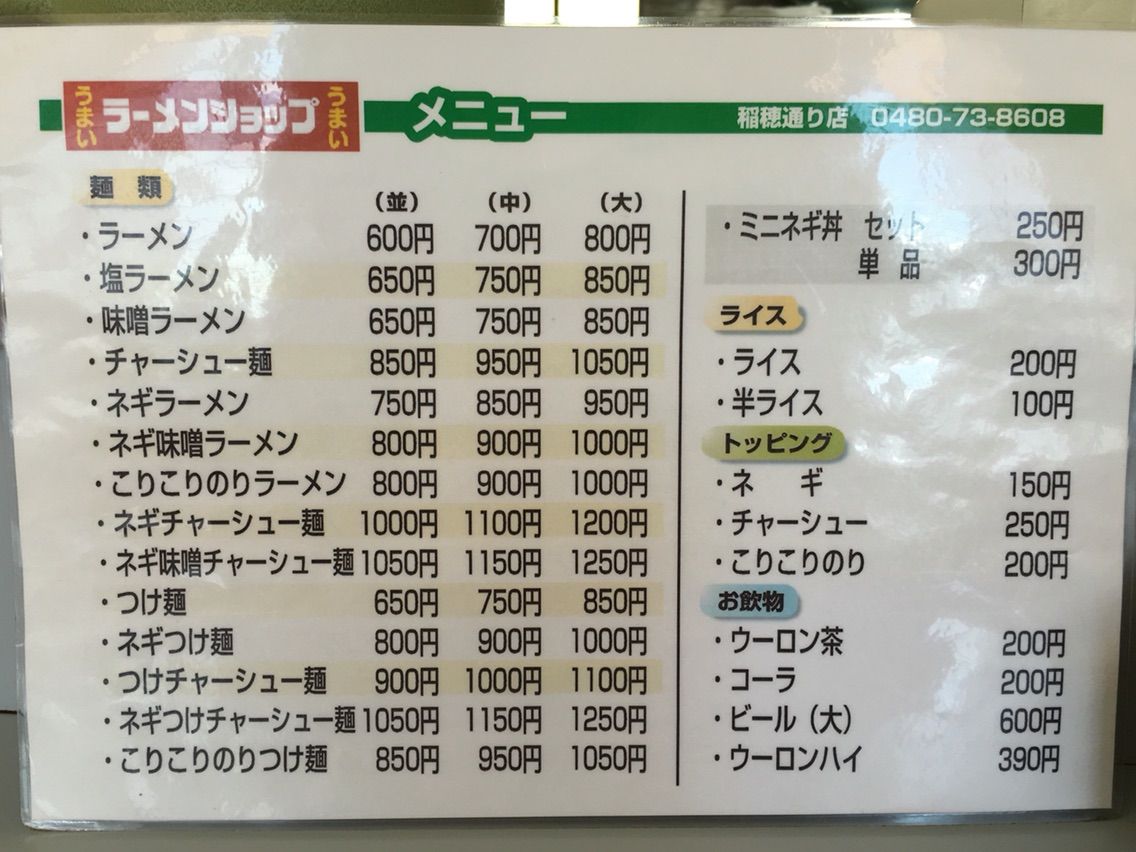 うまい ラーメンショップ うまい メニュー 稲穂通り店 0480-73-8608
麺 類 (並) (中) (大)
・ラーメン 600円 700円 800円
・塩ラーメン 650円 750円 850円
・味噌ラーメン 650円 750円 850円
・チャーシュー麺 850円 950円 1050円
・ネギラーメン 750円 850円 950円
・ネギ味噌ラーメン 800円 900円 1000円
・こりこりのりラーメン 800円 900円 1000円
・ネギチャーシュー麺 1000円 1100円 1200円
・ネギ味噌チャーシュー麺 1050円 1150円 1250円
・つけ麺 650円 750円 850円
・ネギつけ麺 800円 900円 1000円
・つけチャーシュー麺 900円 1000円 1100円
・ネギつけチャーシュー麺 1050円 1150円 1250円
・こりこりのりつけ麺 850円 950円 1050円
・ミニネギ丼 セット 250円
単 品 300円
ライス
・ライス 200円
・半ライス 100円
トッピング
・ネ ギ 150円
・チャーシュー 250円
・こりこりのり 200円
お飲物
・ウーロン茶 200円
・コーラ 200円
・ビール(大) 600円
・ウーロンハイ 390円